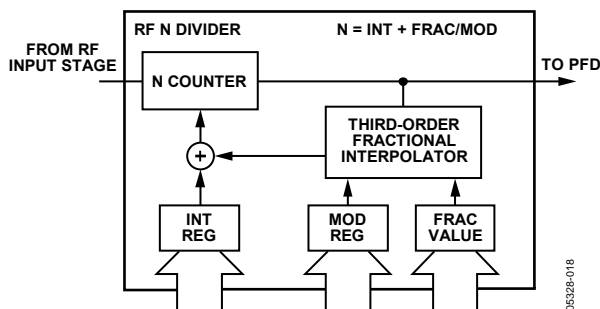 RF N DIVIDER
N = INT + FRAC/MOD
FROM RF
INPUT STAGE
TO PFD
N COUNTER
THIRD-ORDER
FRACTIONAL
INTERPOLATOR
+
INT
REG
MOD
REG
FRAC
VALUE
05328-018